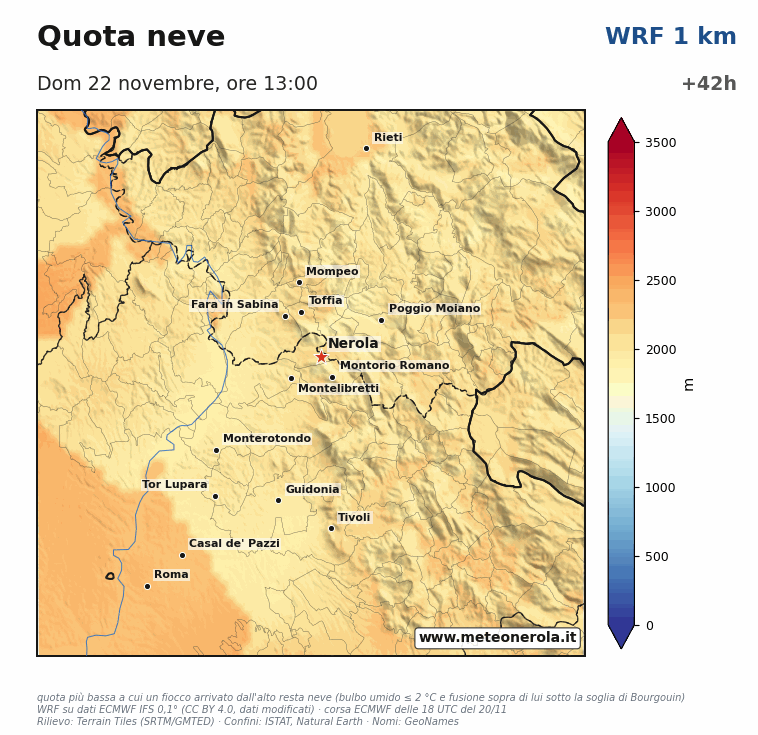 Quota neve
WRF 1 km
Dom 22 novembre, ore 13:00
+42h
Rieti
Mompeo
Toffia
Fara in Sabina
Poggio Moiano
Nerola
Montorio Romano
Montelibretti
Monterotondo
Tor Lupara
Guidonia
Tivoli
Casal de' Pazzi
Roma
www.meteonerola.it
3500
3000
2500
2000
1500
1000
500
0
m
quota più bassa a cui un fiocco arrivato dall'alto resta neve (bulbo umido ≤ 2 °C e fusione sopra di lui sotto la soglia di Bourgouin)
WRF su dati ECMWF IFS 0,1° (CC BY 4.0, dati modificati) · corsa ECMWF delle 18 UTC del 20/11
Rilievo: Terrain Tiles (SRTM/GMTED) · Confini: ISTAT, Natural Earth · Nomi: GeoNames